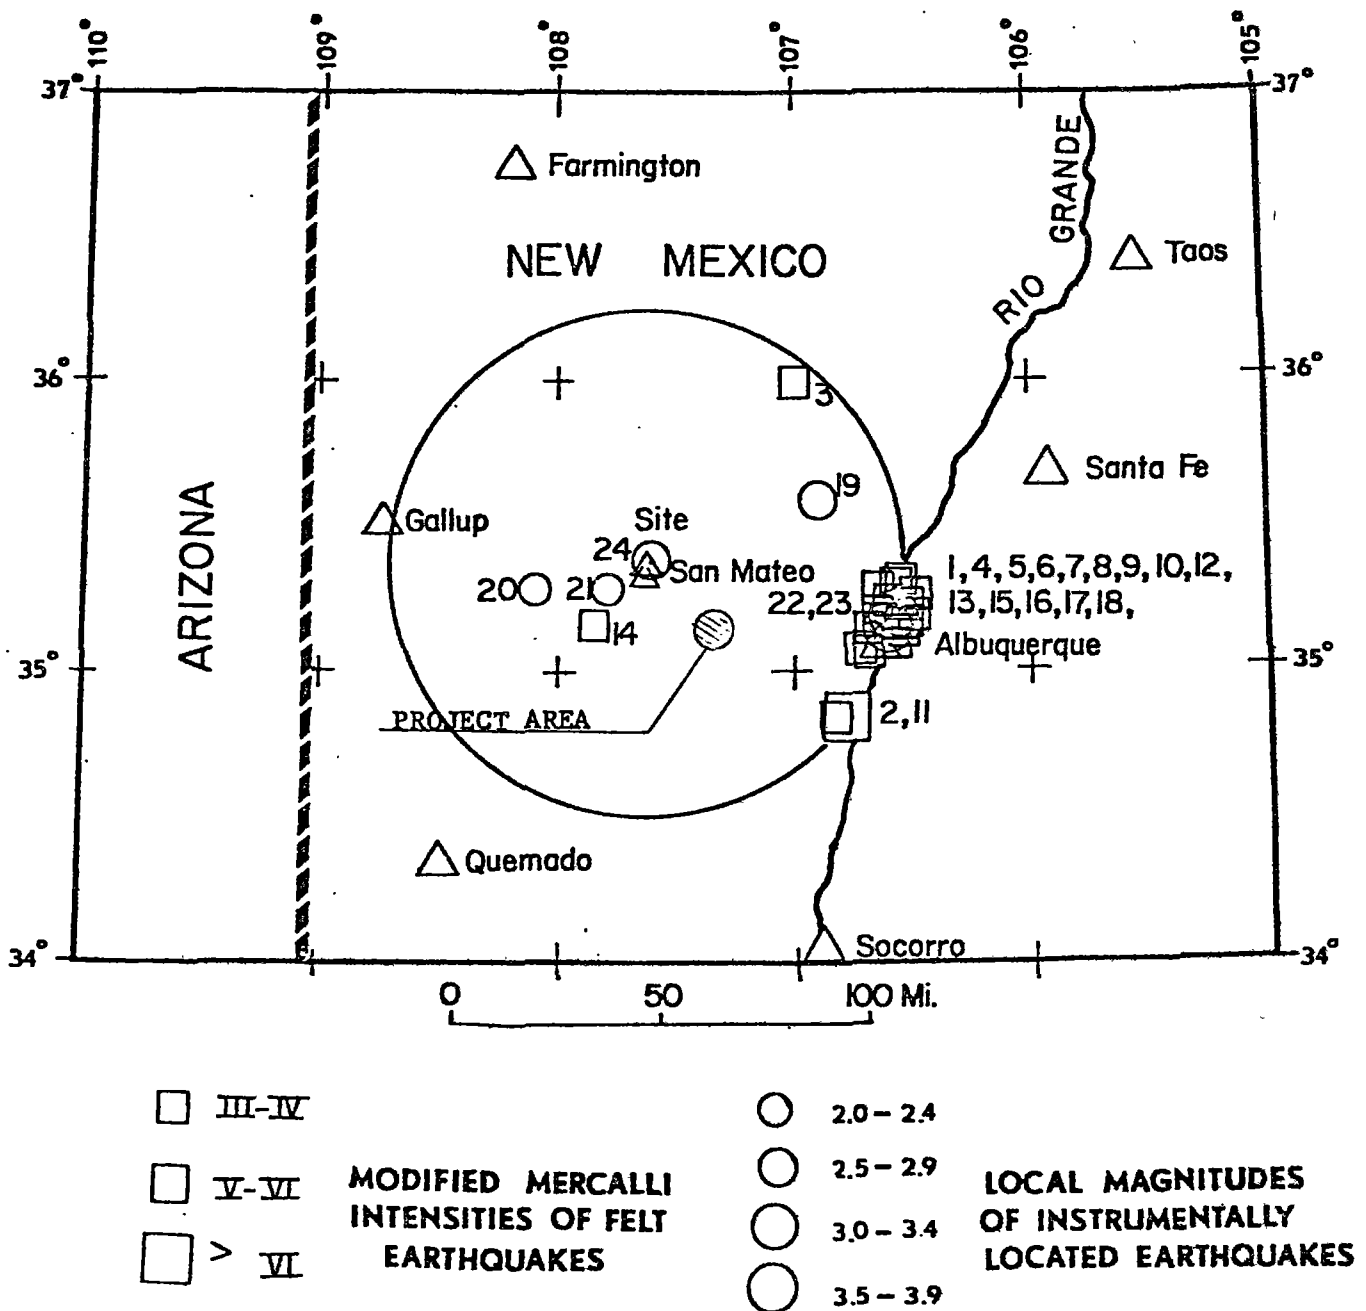 110° 109° 108° 107° 106° 105°
37° 37°
Farmington
GRANDE
NEW MEXICO
Taos
RIO
36° 36°
3
19
Santa Fe
ARIZONA
Gallup
Site
24
San Mateo
1,4,5,6,7,8,9,10,12,
20 21
22,23, 13,15,16,17,18,
14
Albuquerque
35° 35°
PROJECT AREA
2,11
Quemado
Socorro
34° 34°
0 50 100 Mi.
III-IV 2.0 - 2.4
V-VI 2.5 - 2.9
> VI 3.0 - 3.4
3.5 - 3.9
MODIFIED MERCALLI
INTENSITIES OF FELT
EARTHQUAKES
LOCAL MAGNITUDES
OF INSTRUMENTALLY
LOCATED EARTHQUAKES